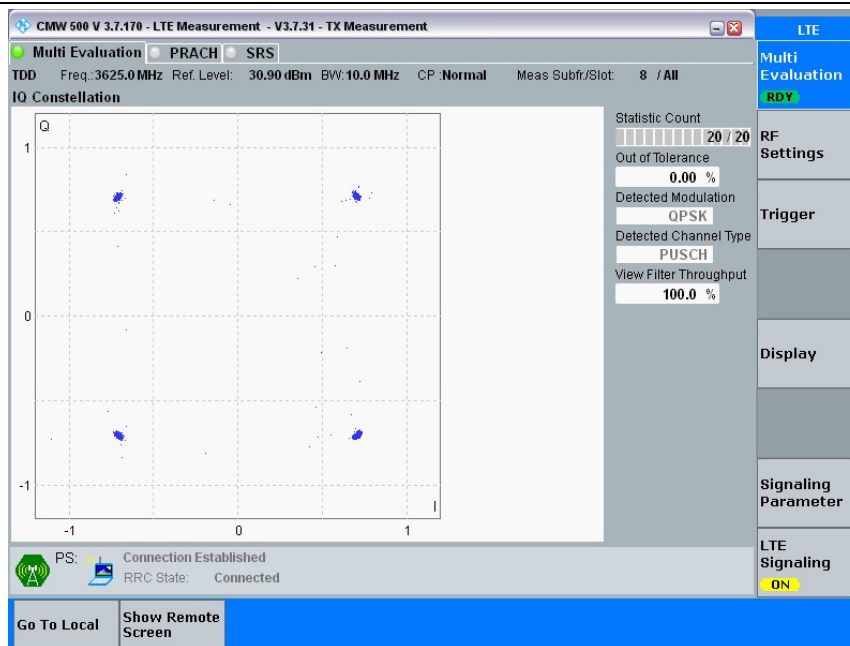 CMW 500 V 3.7.170 - LTE Measurement - V3.7.31 - TX Measurement
LTE
Multi Evaluation PRACH SRS
TDD Freq.:3625.0 MHz Ref. Level: 30.90 dBm BW:10.0 MHz CP :Normal Meas Subfr./Slot: 8 / All
IQ Constellation
Q
1
0
-1
-1 0 1
I
Statistic Count
20 / 20
Out of Tolerance
0.00 %
Detected Modulation
QPSK
Detected Channel Type
PUSCH
View Filter Throughput
100.0 %
Multi
Evaluation
RDY
RF
Settings
Trigger
Display
Signaling
Parameter
LTE
Signaling
ON
PS: Connection Established
RRC State: Connected
Go To Local
Show Remote
Screen